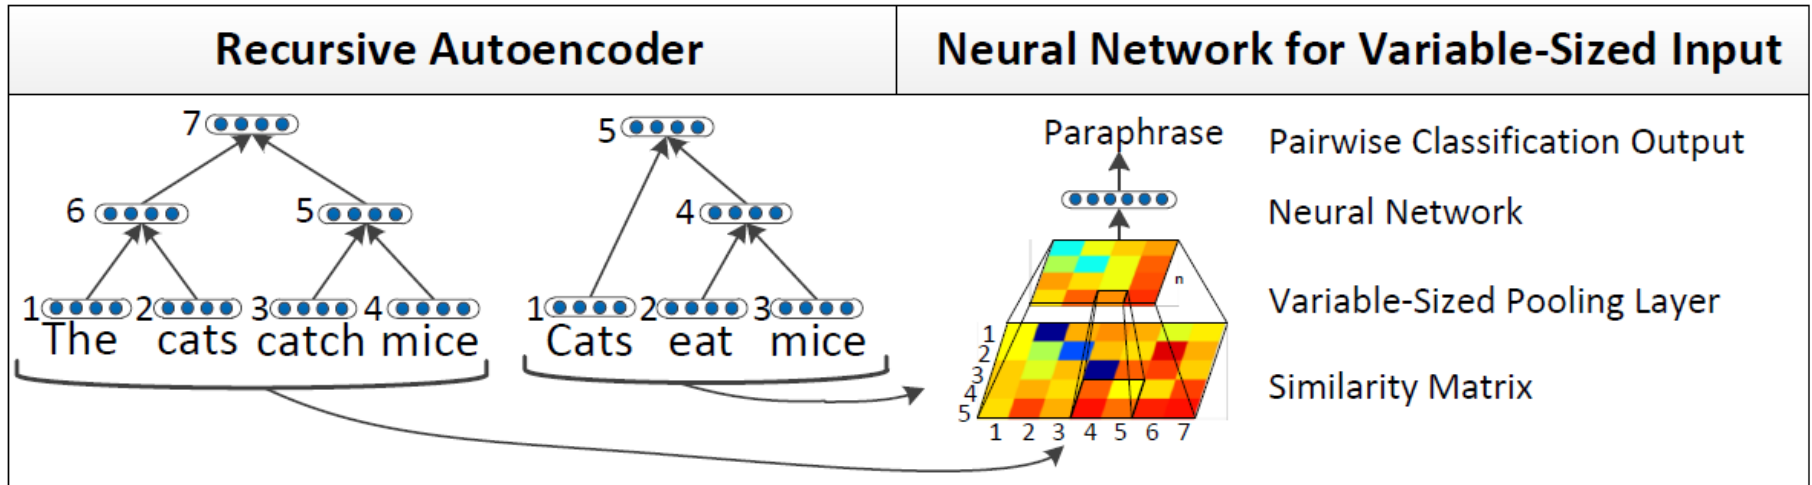 Recursive Autoencoder
Neural Network for Variable-Sized Input
7
5
6
5
4
1 2 3 4
The cats catch mice
1 2 3
Cats eat mice
Paraphrase
Pairwise Classification Output
Neural Network
n
Variable-Sized Pooling Layer
1
2
3
4
5
Similarity Matrix
1 2 3 4 5 6 7